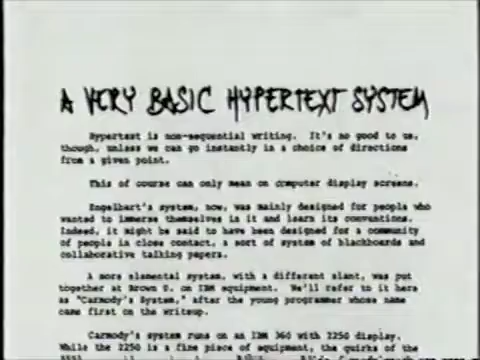 A VERY BASIC HYPERTEXT SYSTEM
Hypertext is non-sequential writing. It's no good to us,
though, unless we can go instantly in a choice of directions
from a given point.
This of course can only mean on computer display screens.
Engelbart's system, now, was mainly designed for people who
wanted to immerse themselves in it and learn its conventions.
Indeed, it might be said to have been designed for a community
of people in close contact, a sort of system of blackboards and
collaborative talking papers.
A more elemental system, with a different slant, was put
together at Brown U. on IBM equipment. We'll refer to it here
as "Carmody's System," after the young programmer whose name
came first on the writeup.
Carmody's system runs on an IBM 360 with 2250 display.
While the 2250 is a fine piece of equipment, the quirks of the